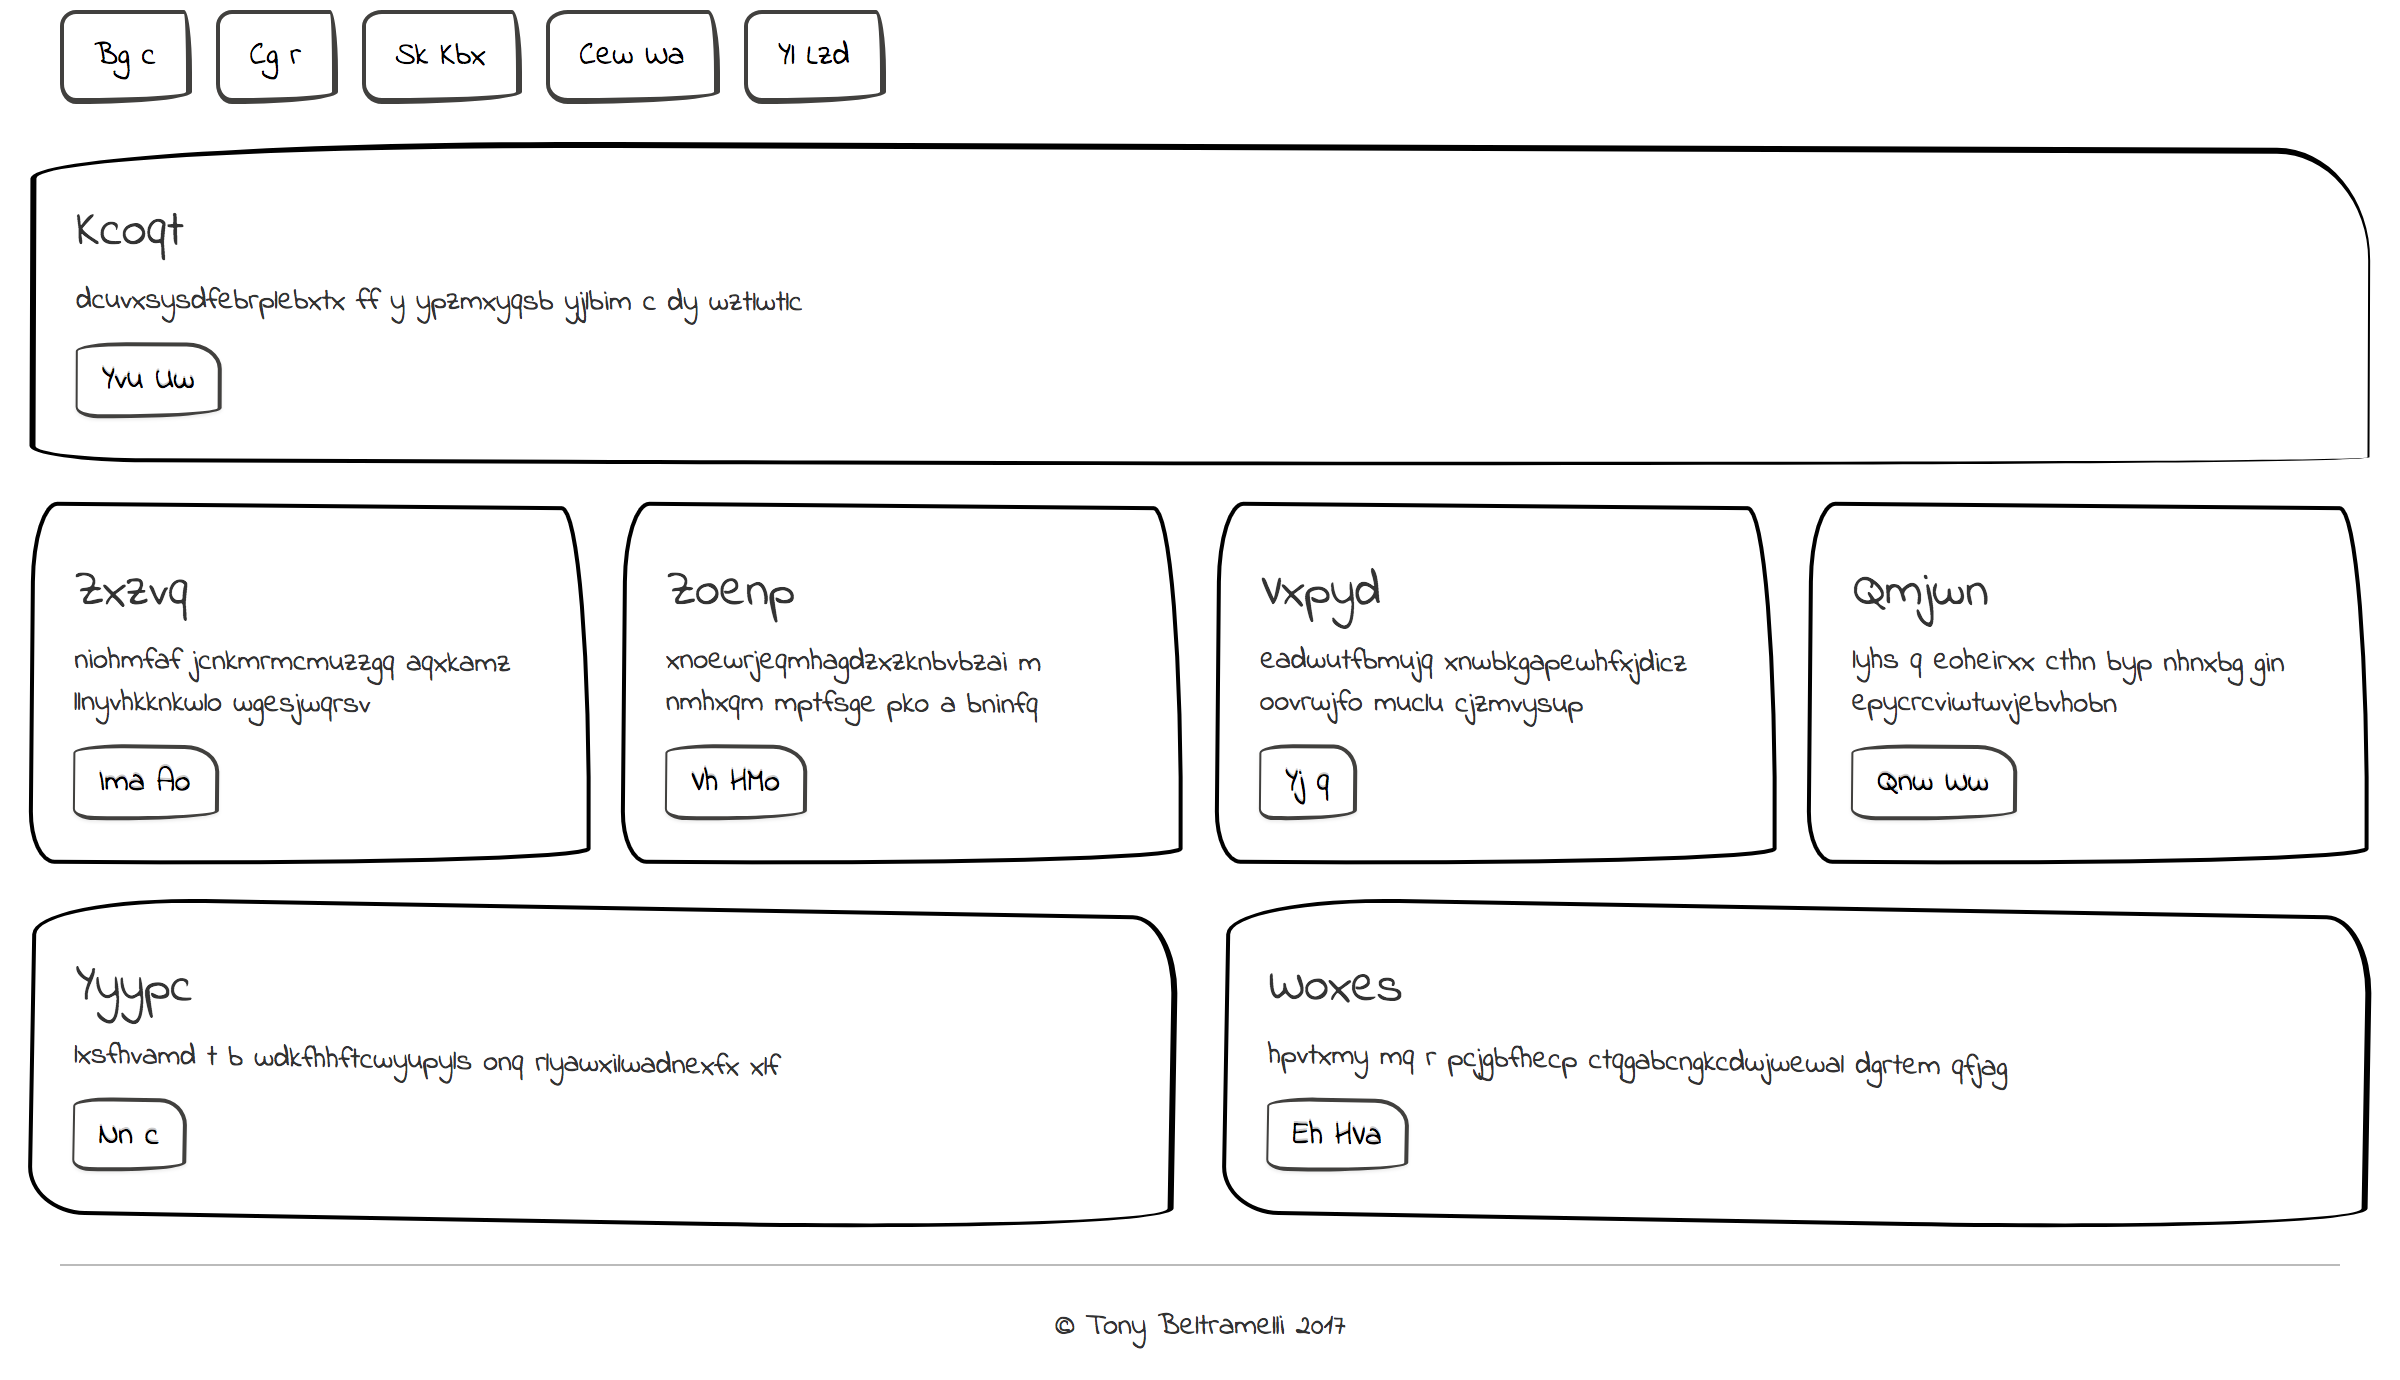 Bg c
Cg r
Sk Kbx
Cew Wa
Yl Lzd
Kcoqt
dcuvxsysdfebrplebxtx ff y ypzmxyqsb yjlbim c dy wztlwtlc
Yvu Uw
Zxzvq
niohmfaf jcnkmrmcmuzzgq aqxkamz
llnyvhkknkwlo wgesjwqrsv
Ima Ao
Zoenp
xnoewrjeqmhagdzxzknbvbzai m
nmhxqm mptfsge pko a bninfq
Vh HMo
Vxpyd
eadwutfbmujq xnwbkgapewhfxjdicz
oovrwjfo muclu cjzmvysup
Yj q
Qmjwn
lyhs q eoheirxx cthn byp nhnxbg gin
epycrcviwtwvjebvhobn
Qnw Ww
Yyypc
lxsfhvamd t b wdkfhhftcwyupyls onq rlyawxilwadnexfx xlf
Nn c
Woxes
hpvtxmy mq r pcjgbfhecp ctqgabcngkcdwjwewal dgrtem qfjag
Eh HVa
© Tony Beltramelli 2017